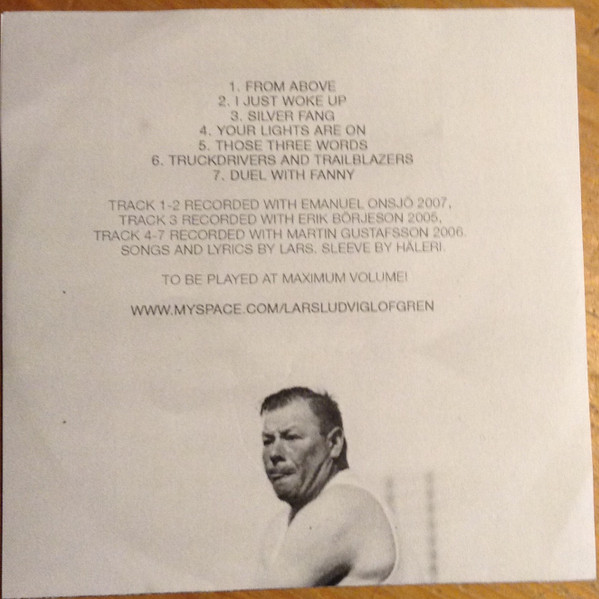 1. FROM ABOVE
2. I JUST WOKE UP
3. SILVER FANG
4. YOUR LIGHTS ARE ON
5. THOSE THREE WORDS
6. TRUCKDRIVERS AND TRAILBLAZERS
7. DUEL WITH FANNY
TRACK 1-2 RECORDED WITH EMANUEL ONSJÖ 2007,
TRACK 3 RECORDED WITH ERIK BÖRJESON 2005,
TRACK 4-7 RECORDED WITH MARTIN GUSTAFSSON 2006.
SONGS AND LYRICS BY LARS. SLEEVE BY HÄLERI.
TO BE PLAYED AT MAXIMUM VOLUME!
WWW.MYSPACE.COM/LARSLUDVIGLOFGREN